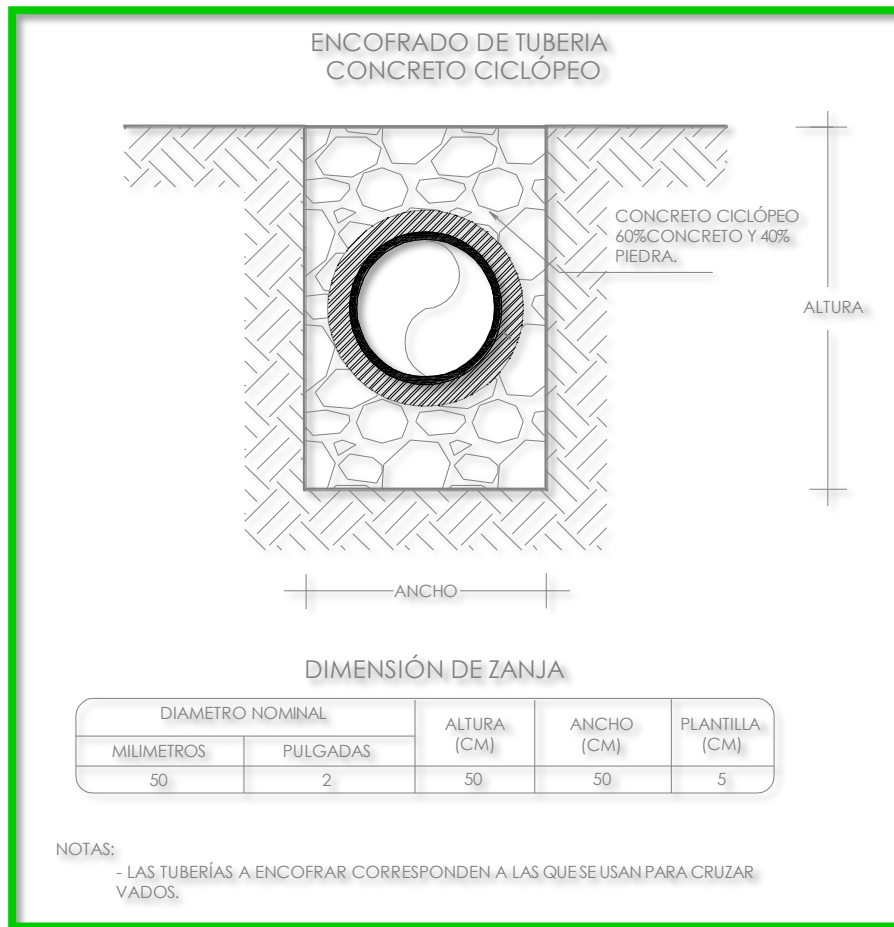 ENCOFRADO DE TUBERIA
CONCRETO CICLÓPEO
CONCRETO CICLÓPEO
60%CONCRETO Y 40%
PIEDRA.
ALTURA
ANCHO
DIMENSIÓN DE ZANJA
DIAMETRO NOMINAL
ALTURA
(CM)
ANCHO
(CM)
PLANTILLA
(CM)
MILIMETROS
PULGADAS
50
2
50
50
5
NOTAS:
- LAS TUBERÍAS A ENCOFRAR CORRESPONDEN A LAS QUE SE USAN PARA CRUZAR
VADOS.